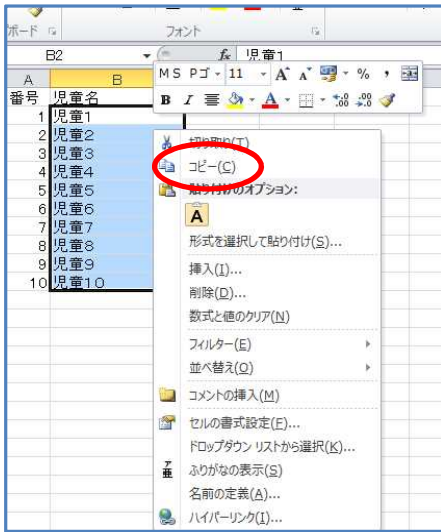 ボード
フォント
B2
fx 児童1
MS Pゴ 11 A A % ,
B I A .00 .00
A B
番号 児童名
1 児童1
2 児童2
3 児童3
4 児童4
5 児童5
6 児童6
7 児童7
8 児童8
9 児童9
10 児童10
切り取り(T)
コピー(C)
貼り付けのオプション:
A
形式を選択して貼り付け(S)...
挿入(I)...
削除(D)...
数式と値のクリア(N)
フィルター(E)
並べ替え(O)
コメントの挿入(M)
セルの書式設定(F)...
ドロップダウン リストから選択(K)...
ふりがなの表示(S)
名前の定義(A)...
ハイパーリンク(I)...